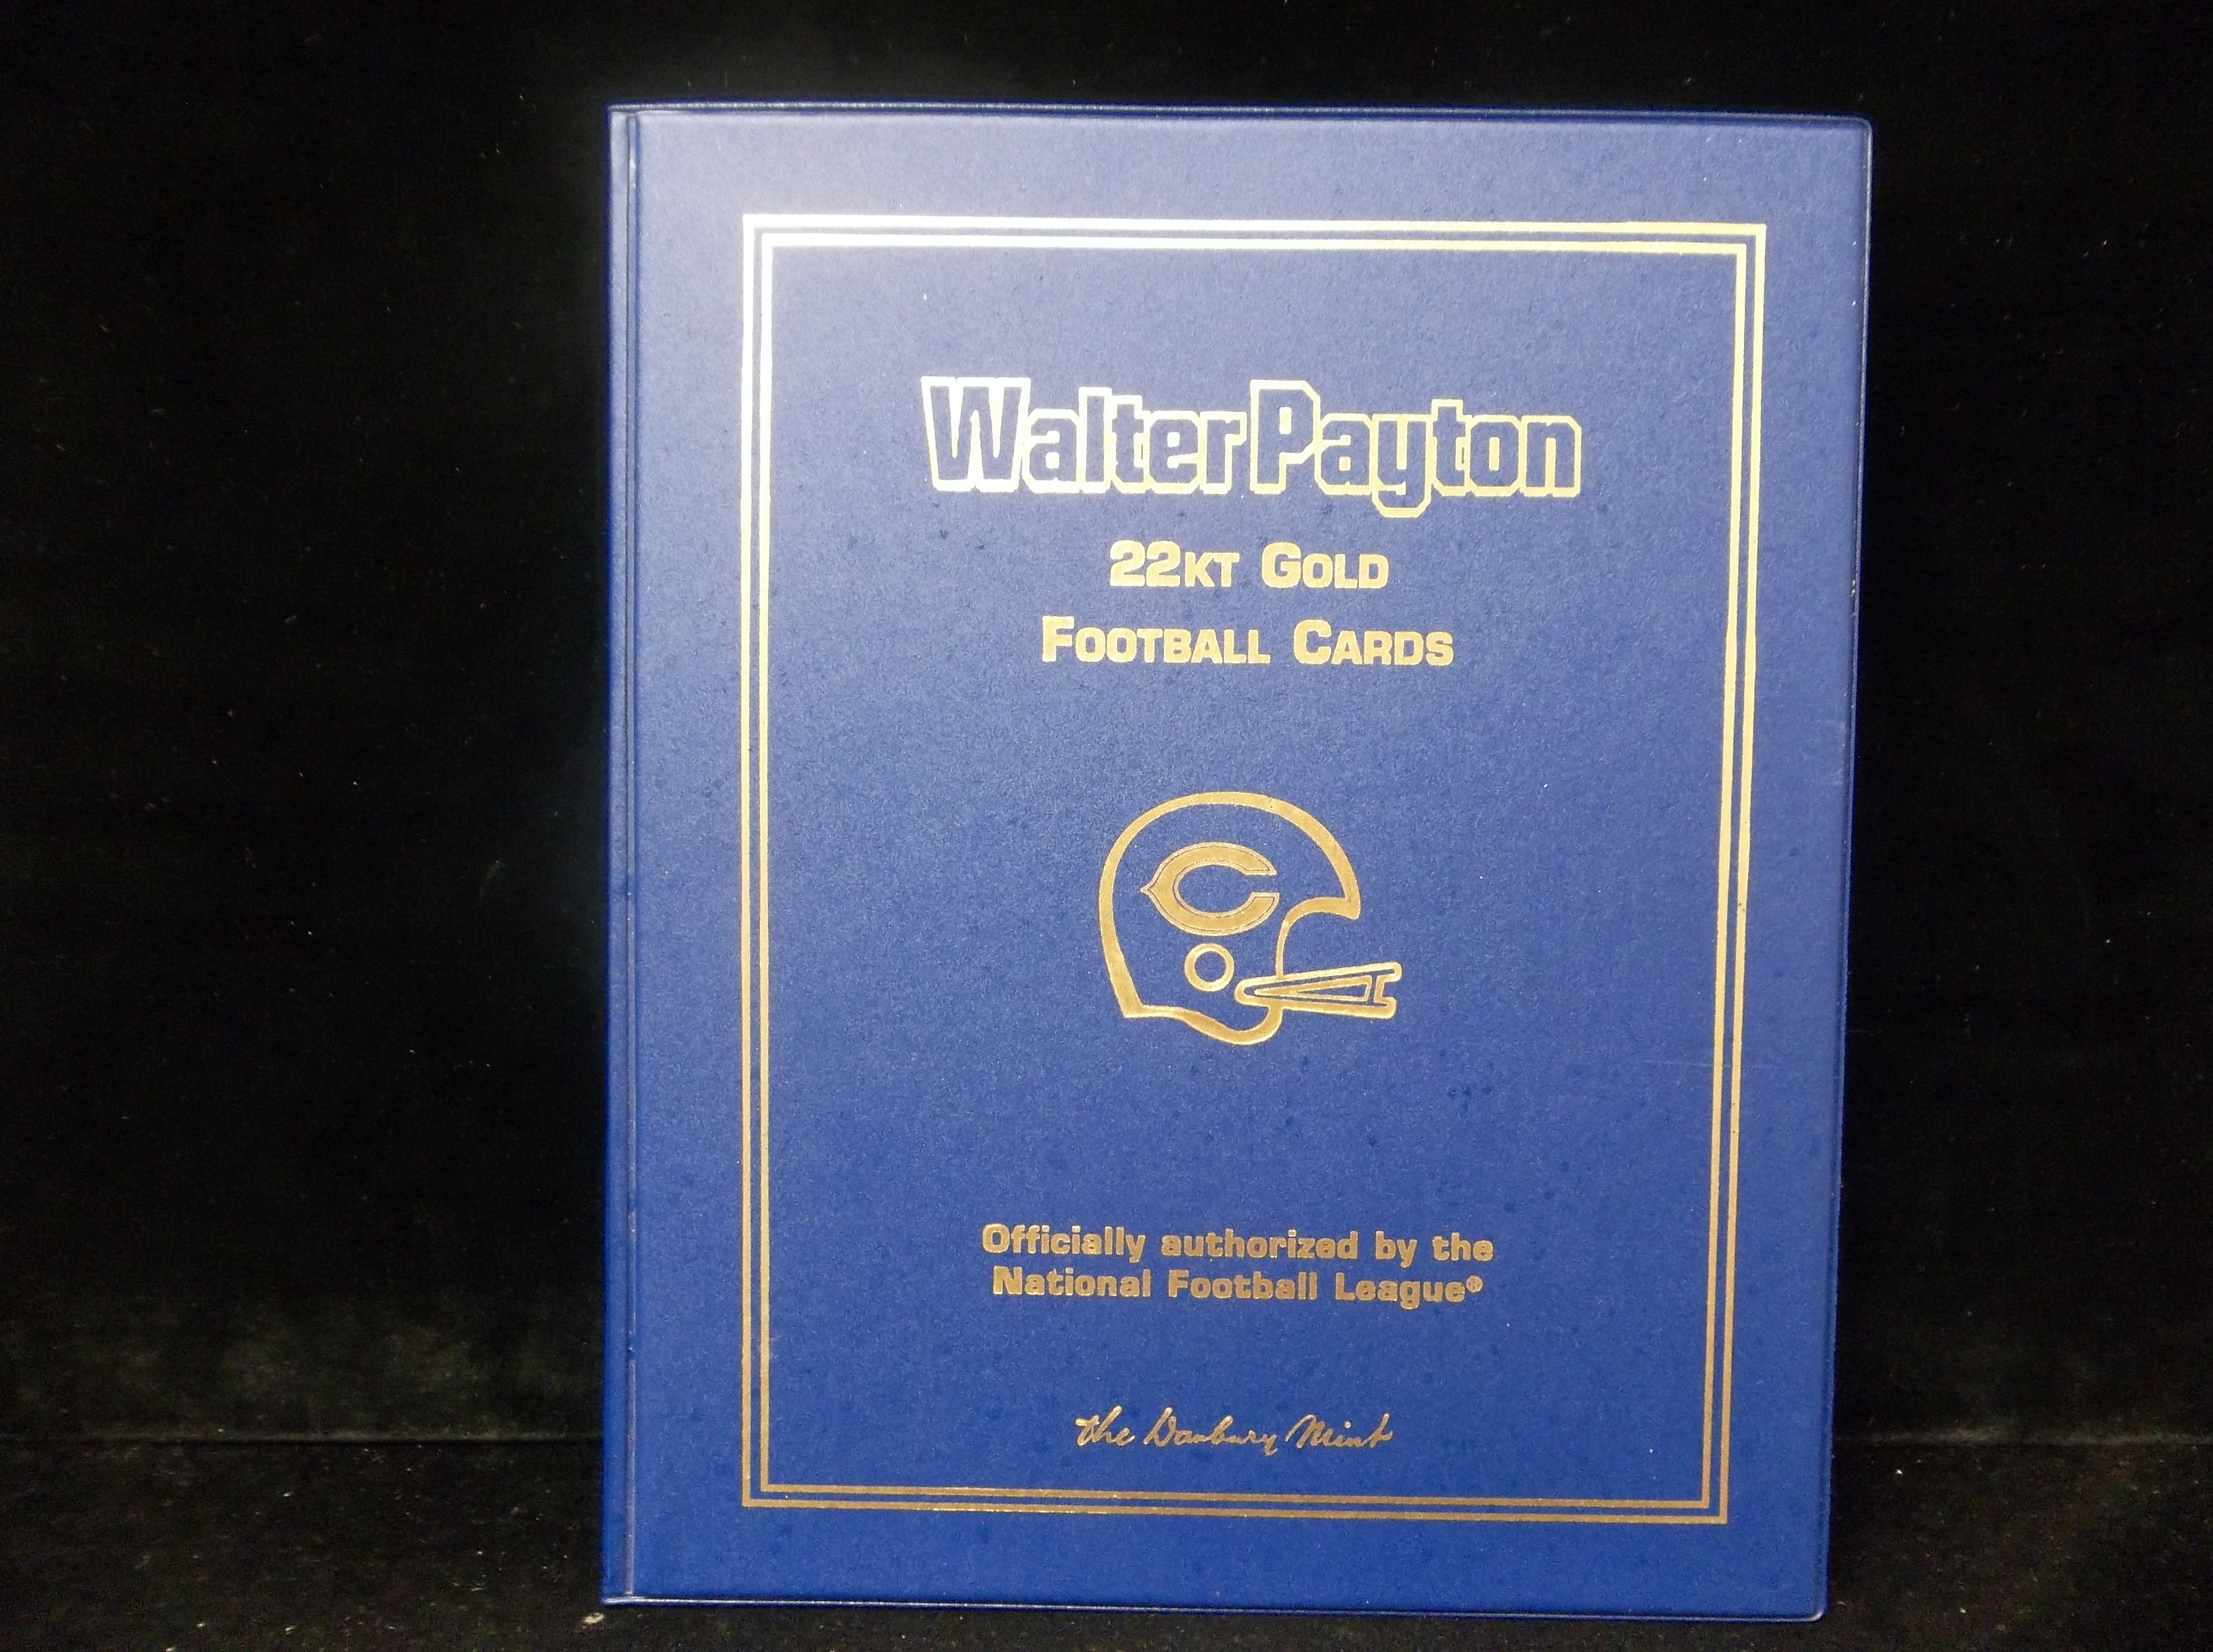 Walter Payton
22KT GOLD
FOOTBALL CARDS
C
Officially authorized by the
National Football League®
the Danbury Mint